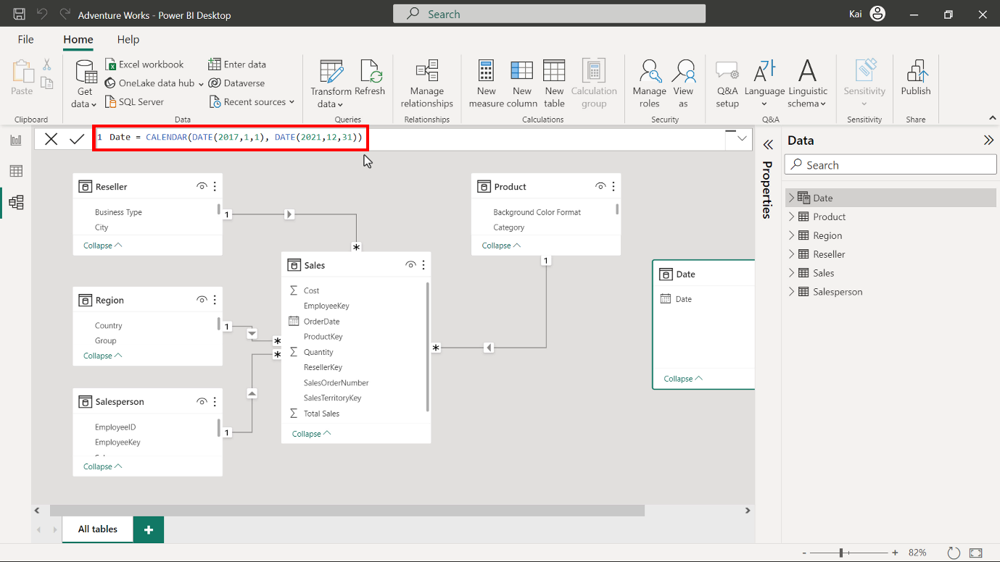 Adventure Works - Power BI Desktop
Search
Kai
File
Home
Help
Paste
Clipboard
Get
data
Excel workbook
OneLake data hub
SQL Server
Enter data
Dataverse
Recent sources
Data
Transform
data
Refresh
Queries
Manage
relationships
Relationships
New
measure
New
column
New
table
Calculation
group
Calculations
Manage
roles
View
as
Security
Q&A
setup
Language
Linguistic
schema
Q&A
Sensitivity
Sensitivity
Publish
Share
1 Date = CALENDAR(DATE(2017,1,1), DATE(2021,12,31))
Reseller
Business Type
City
Collapse
1
*
Region
Country
Group
Collapse
1
*
Salesperson
EmployeeID
EmployeeKey
Collapse
1
*
Sales
Cost
EmployeeKey
OrderDate
ProductKey
Quantity
ResellerKey
SalesOrderNumber
SalesTerritoryKey
Total Sales
Collapse
Product
Background Color Format
Category
Collapse
1
*
Date
Date
Collapse
Properties
Data
Search
Date
Product
Region
Reseller
Sales
Salesperson
All tables
+
- + 82%